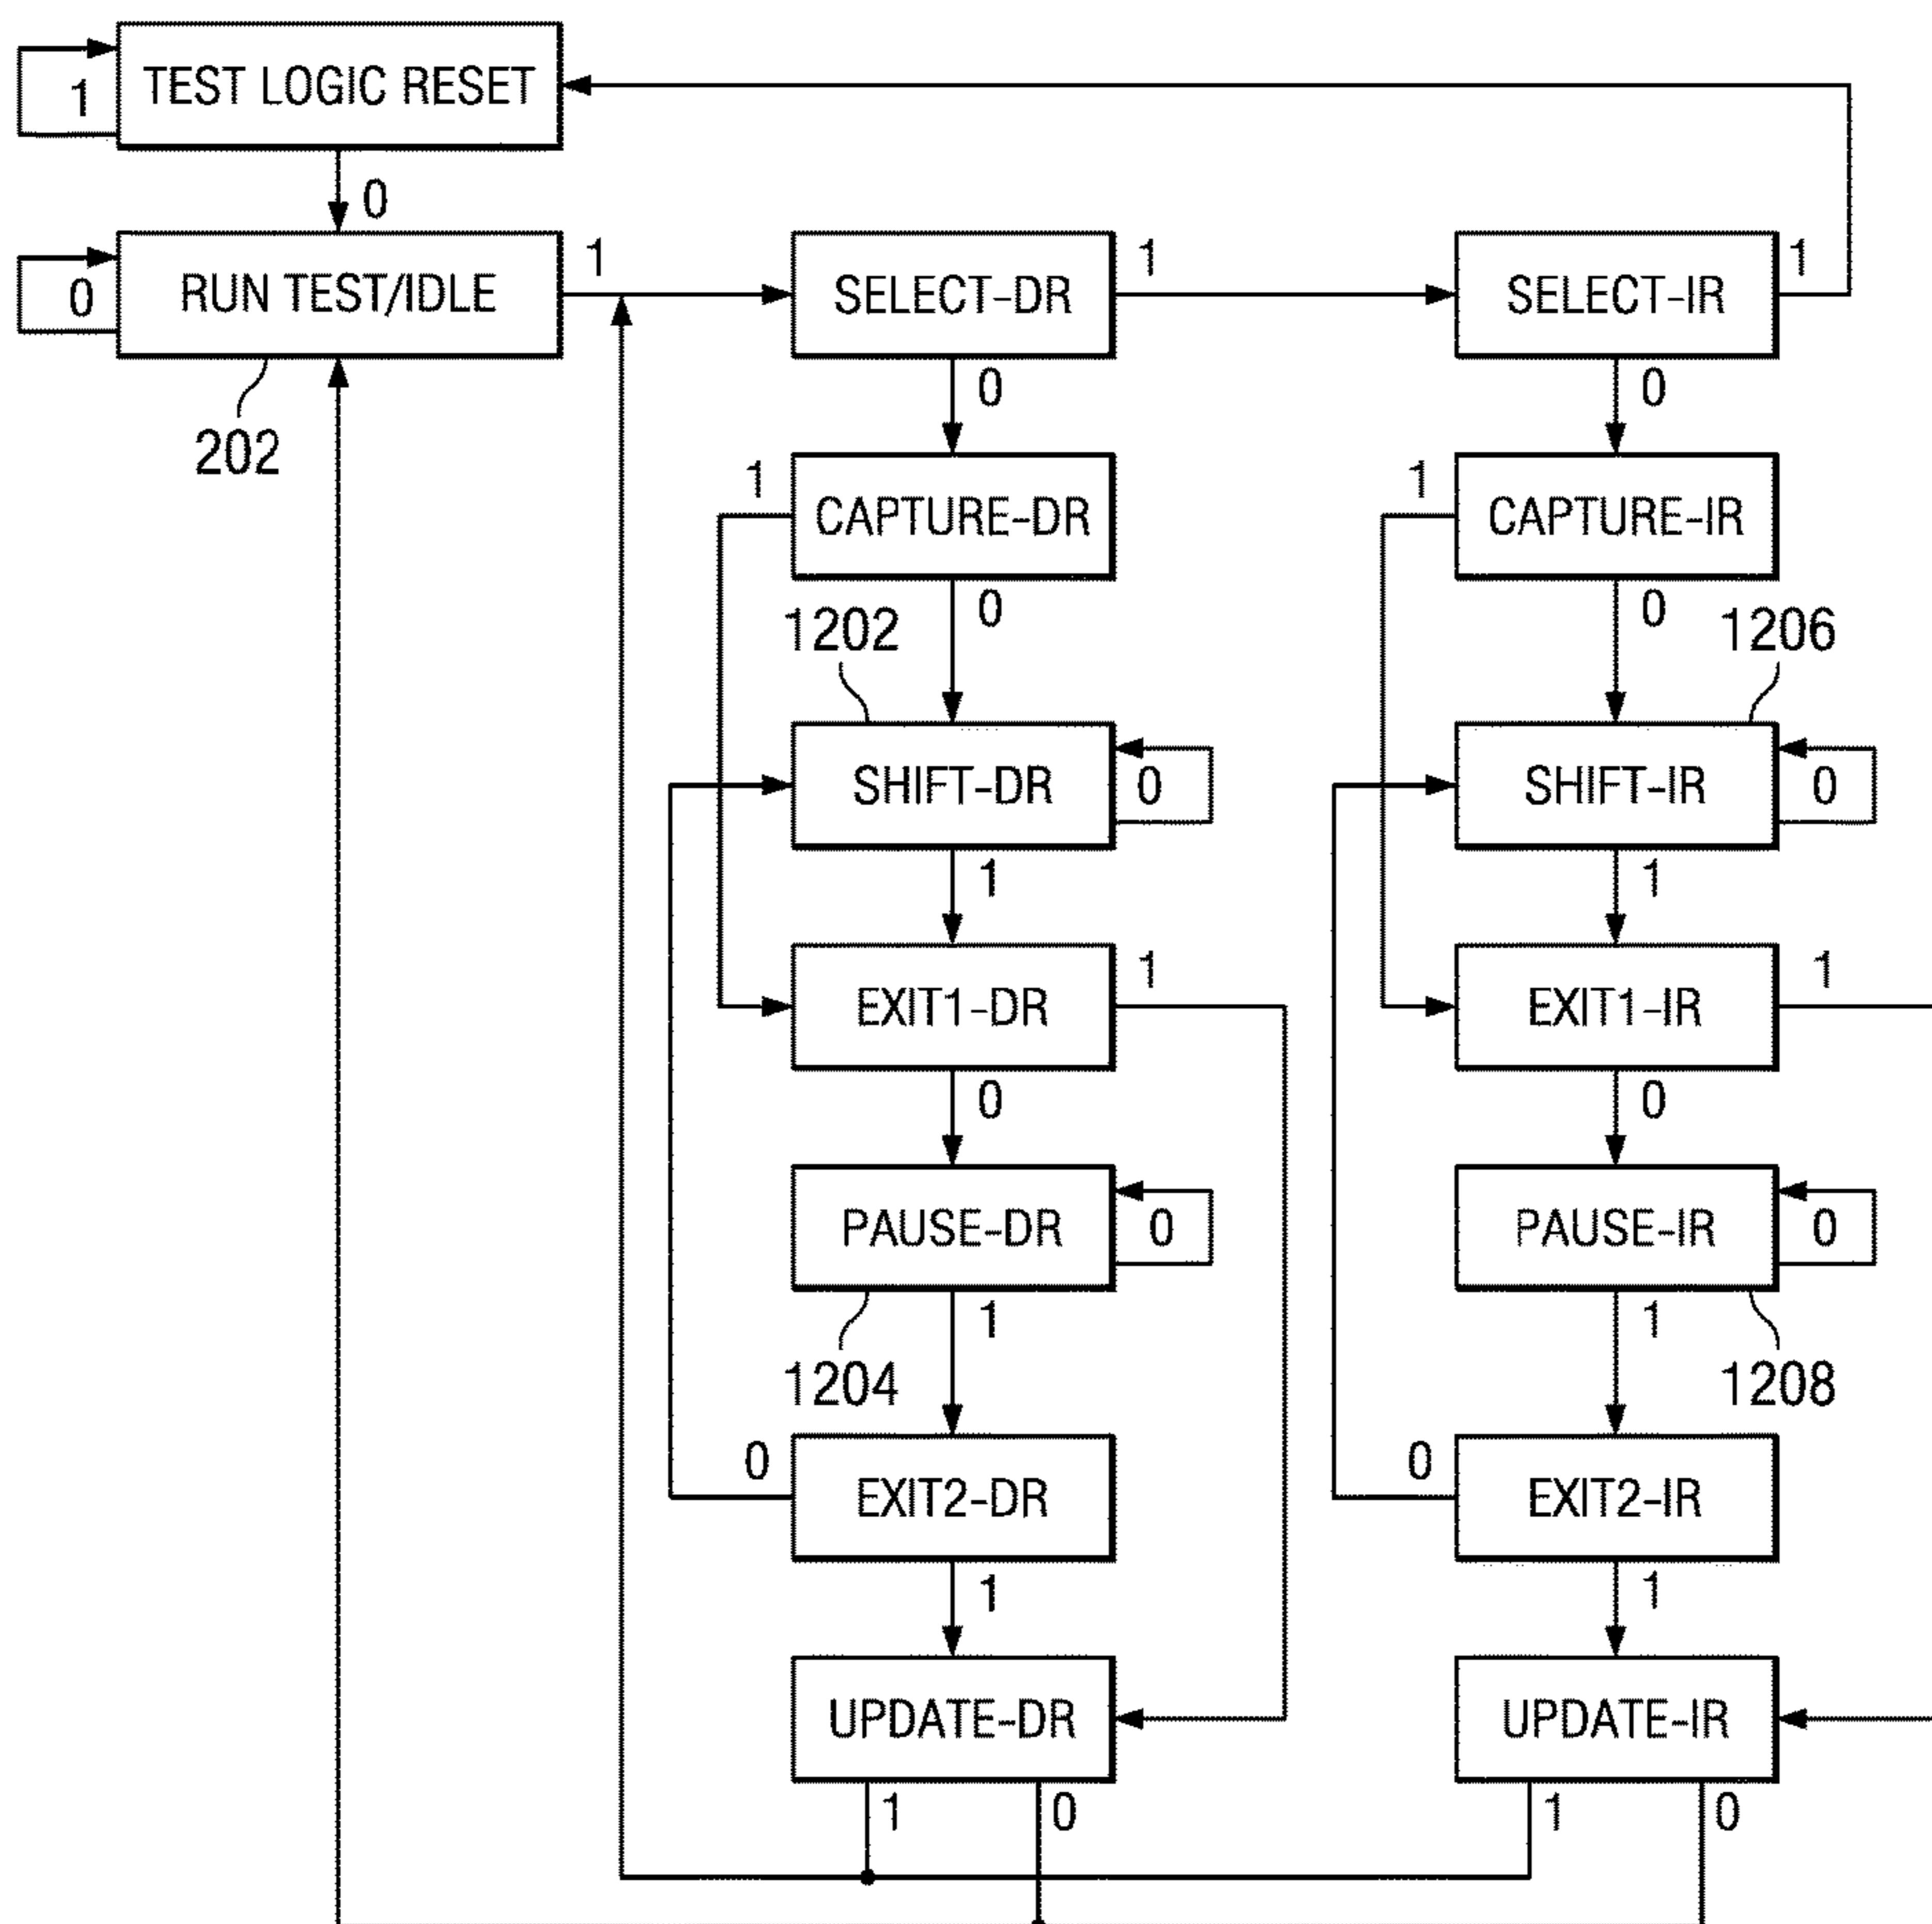 TEST LOGIC RESET
1
0
RUN TEST/IDLE
0
1
202
SELECT-DR
1
0
SELECT-IR
1
0
CAPTURE-DR
1
0
CAPTURE-IR
1
0
1202
1206
SHIFT-DR
0
1
SHIFT-IR
0
1
EXIT1-DR
1
0
EXIT1-IR
1
0
PAUSE-DR
0
1
PAUSE-IR
0
1
1204
1208
EXIT2-DR
0
1
EXIT2-IR
0
1
UPDATE-DR
1
0
UPDATE-IR
1
0